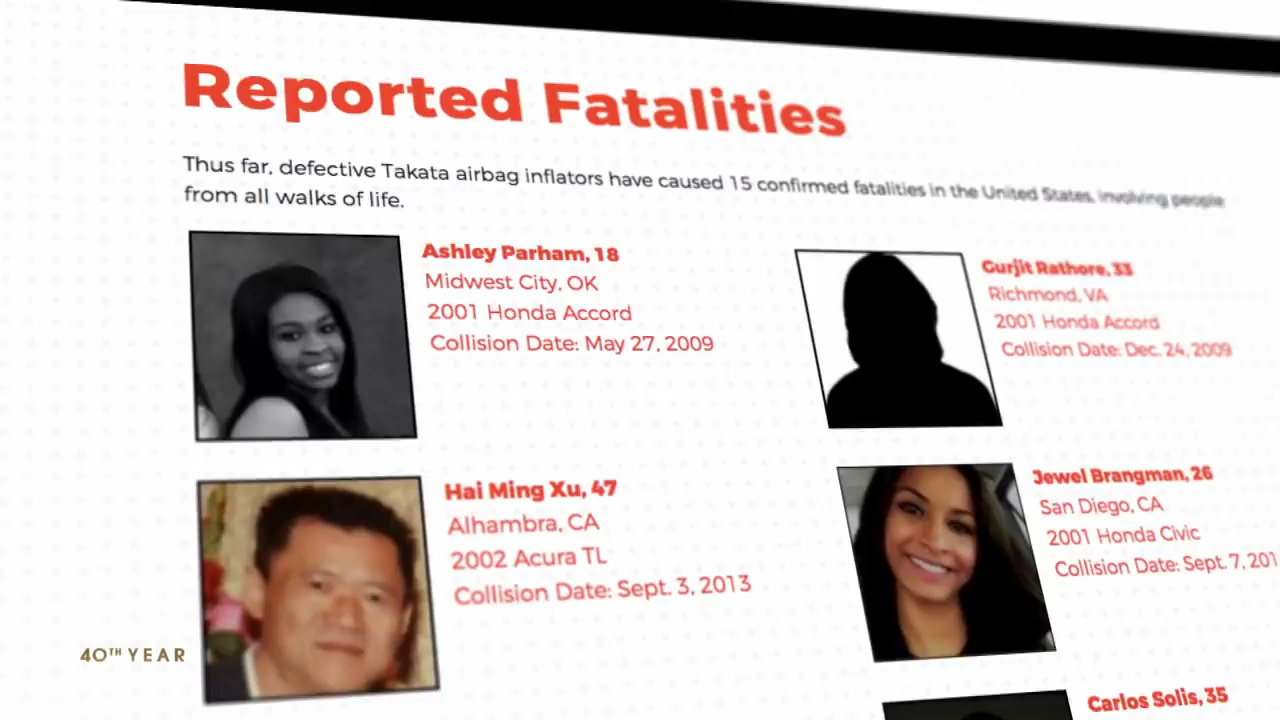 Reported Fatalities
Thus far, defective Takata airbag inflators have caused 15 confirmed fatalities in the United States, involving people
from all walks of life.
Ashley Parham, 18
Midwest City, OK
2001 Honda Accord
Collision Date: May 27, 2009
Gurjit Rathore, 33
Richmond, VA
2001 Honda Accord
Collision Date: Dec. 24, 2009
Hai Ming Xu, 47
Alhambra, CA
2002 Acura TL
Collision Date: Sept. 3, 2013
Jewel Brangman, 26
San Diego, CA
2001 Honda Civic
Collision Date: Sept. 7, 201
Carlos Solis, 35
40TH YEAR